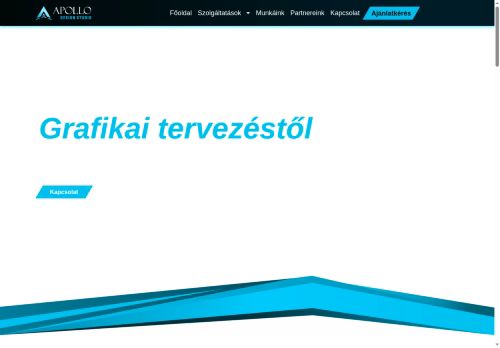 APOLLO
DESIGN STUDIO
Főoldal Szolgáltatások Munkáink Partnereink Kapcsolat Ajánlatkérés
Grafikai tervezéstől
Kapcsolat